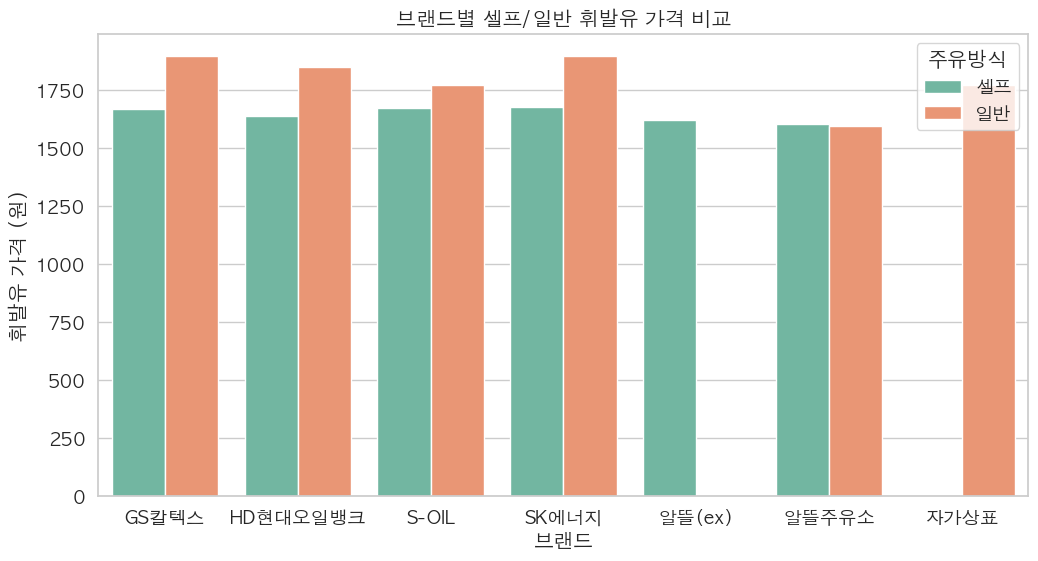 브랜드별 셀프/일반 휘발유 가격 비교
주유방식
셀프
일반
휘발유 가격 (원)
1750
1500
1250
1000
750
500
250
0
GS칼텍스 HD현대오일뱅크 S-OIL SK에너지 알뜰(ex) 알뜰주유소 자가상표
브랜드